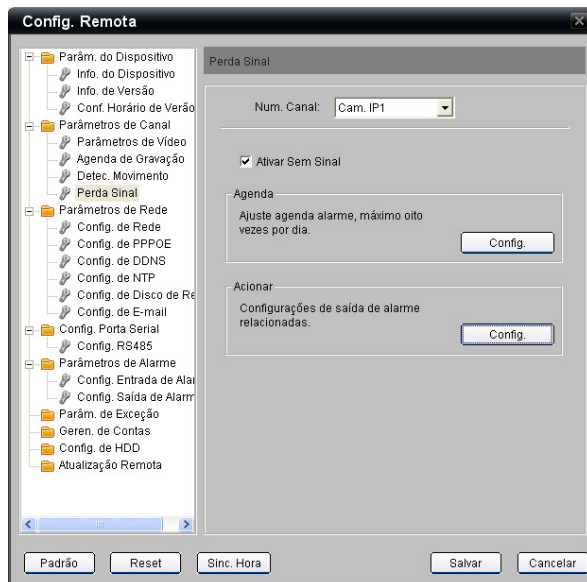 Config. Remota
Parâm. do Dispositivo
Info. do Dispositivo
Info. de Versão
Conf. Horário de Verão
Parâmetros de Canal
Parâmetros de Vídeo
Agenda de Gravação
Detec. Movimento
Perda Sinal
Parâmetros de Rede
Config. de Rede
Config. de PPPOE
Config. de DDNS
Config. de NTP
Config. de Disco de Re
Config. de E-mail
Config. Porta Serial
Config. RS485
Parâmetros de Alarme
Config. Entrada de Alar
Config. Saída de Alarm
Parâm. de Exceção
Geren. de Contas
Config. de HDD
Atualização Remota
Perda Sinal
Num. Canal: Cam. IP1
Ativar Sem Sinal
Agenda
Ajuste agenda alarme, máximo oito
vezes por dia.
Config.
Acionar
Configurações de saída de alarme
relacionadas.
Config.
Padrão Reset Sinc. Hora Salvar Cancelar